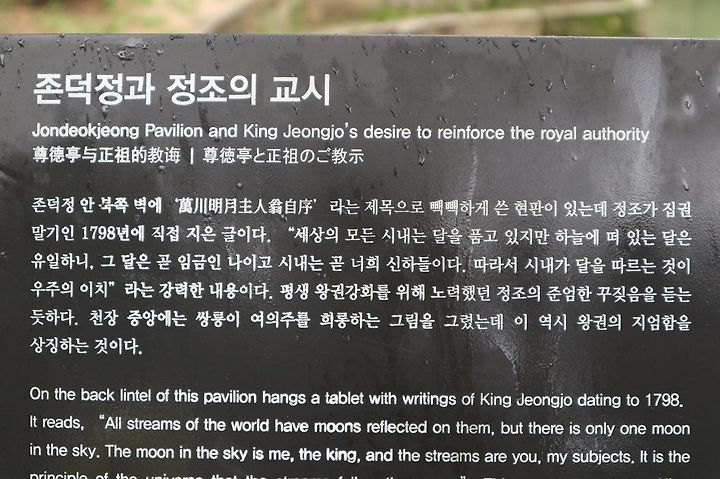 존덕정과 정조의 교시
Jondeokjeong Pavilion and King Jeongjo's desire to reinforce the royal authority
尊德亭与正祖的教诲 | 尊徳亭と正祖のご教示
존덕정 안 북쪽 벽에 ‘萬川明月主人翁自序’ 라는 제목으로 빽빽하게 쓴 현판이 있는데 정조가 집권
말기인 1798년에 직접 지은 글이다. “세상의 모든 시내는 달을 품고 있지만 하늘에 떠 있는 달은
유일하니, 그 달은 곧 임금인 나이고 시내는 곧 너희 신하들이다. 따라서 시내가 달을 따르는 것이
우주의 이치” 라는 강력한 내용이다. 평생 왕권강화를 위해 노력했던 정조의 준엄한 꾸짖음을 듣는
듯하다. 천장 중앙에는 쌍룡이 여의주를 희롱하는 그림을 그렸는데 이 역시 왕권의 지엄함을
상징하는 것이다.
On the back lintel of this pavilion hangs a tablet with writings of King Jeongjo dating to 1798.
It reads, “All streams of the world have moons reflected on them, but there is only one moon
in the sky. The moon in the sky is me, the king, and the streams are you, my subjects. It is the
principle of the universe that the streams